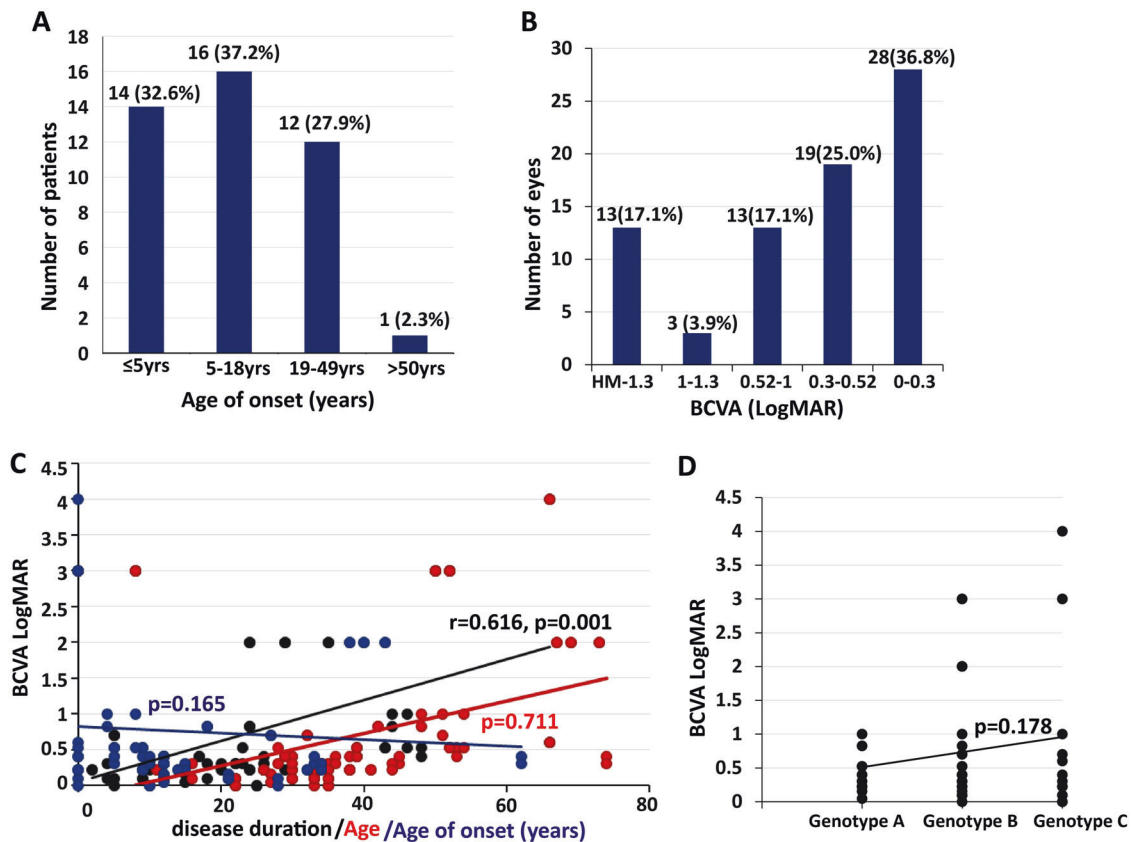 A
18
16
14
12
10
8
6
4
2
0
Number of patients
14 (32.6%)
16 (37.2%)
12 (27.9%)
1 (2.3%)
≤5yrs 5-18yrs 19-49yrs >50yrs
Age of onset (years)
B
30
25
20
15
10
5
0
Number of eyes
13(17.1%)
3 (3.9%)
13(17.1%)
19(25.0%)
28(36.8%)
HM-1.3 1-1.3 0.52-1 0.3-0.52 0-0.3
BCVA (LogMAR)
C
4.5
4
3.5
3
2.5
2
1.5
1
0.5
0
BCVA LogMAR
r=0.616, p=0.001
p=0.165
p=0.711
0 20 40 60 80
disease duration/Age/Age of onset (years)
D
4.5
4
3.5
3
2.5
2
1.5
1
0.5
0
BCVA LogMAR
p=0.178
Genotype A Genotype B Genotype C